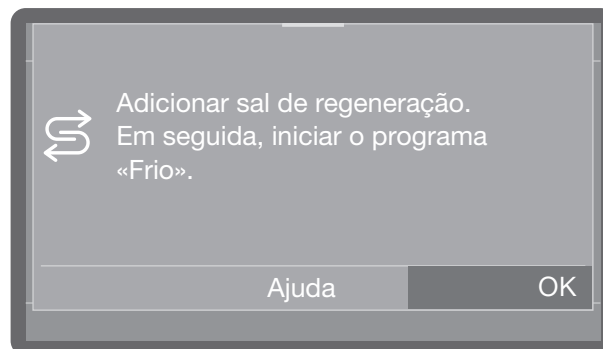 Adicionar sal de regeneração.
Em seguida, iniciar o programa
«Frio».
Ajuda
OK